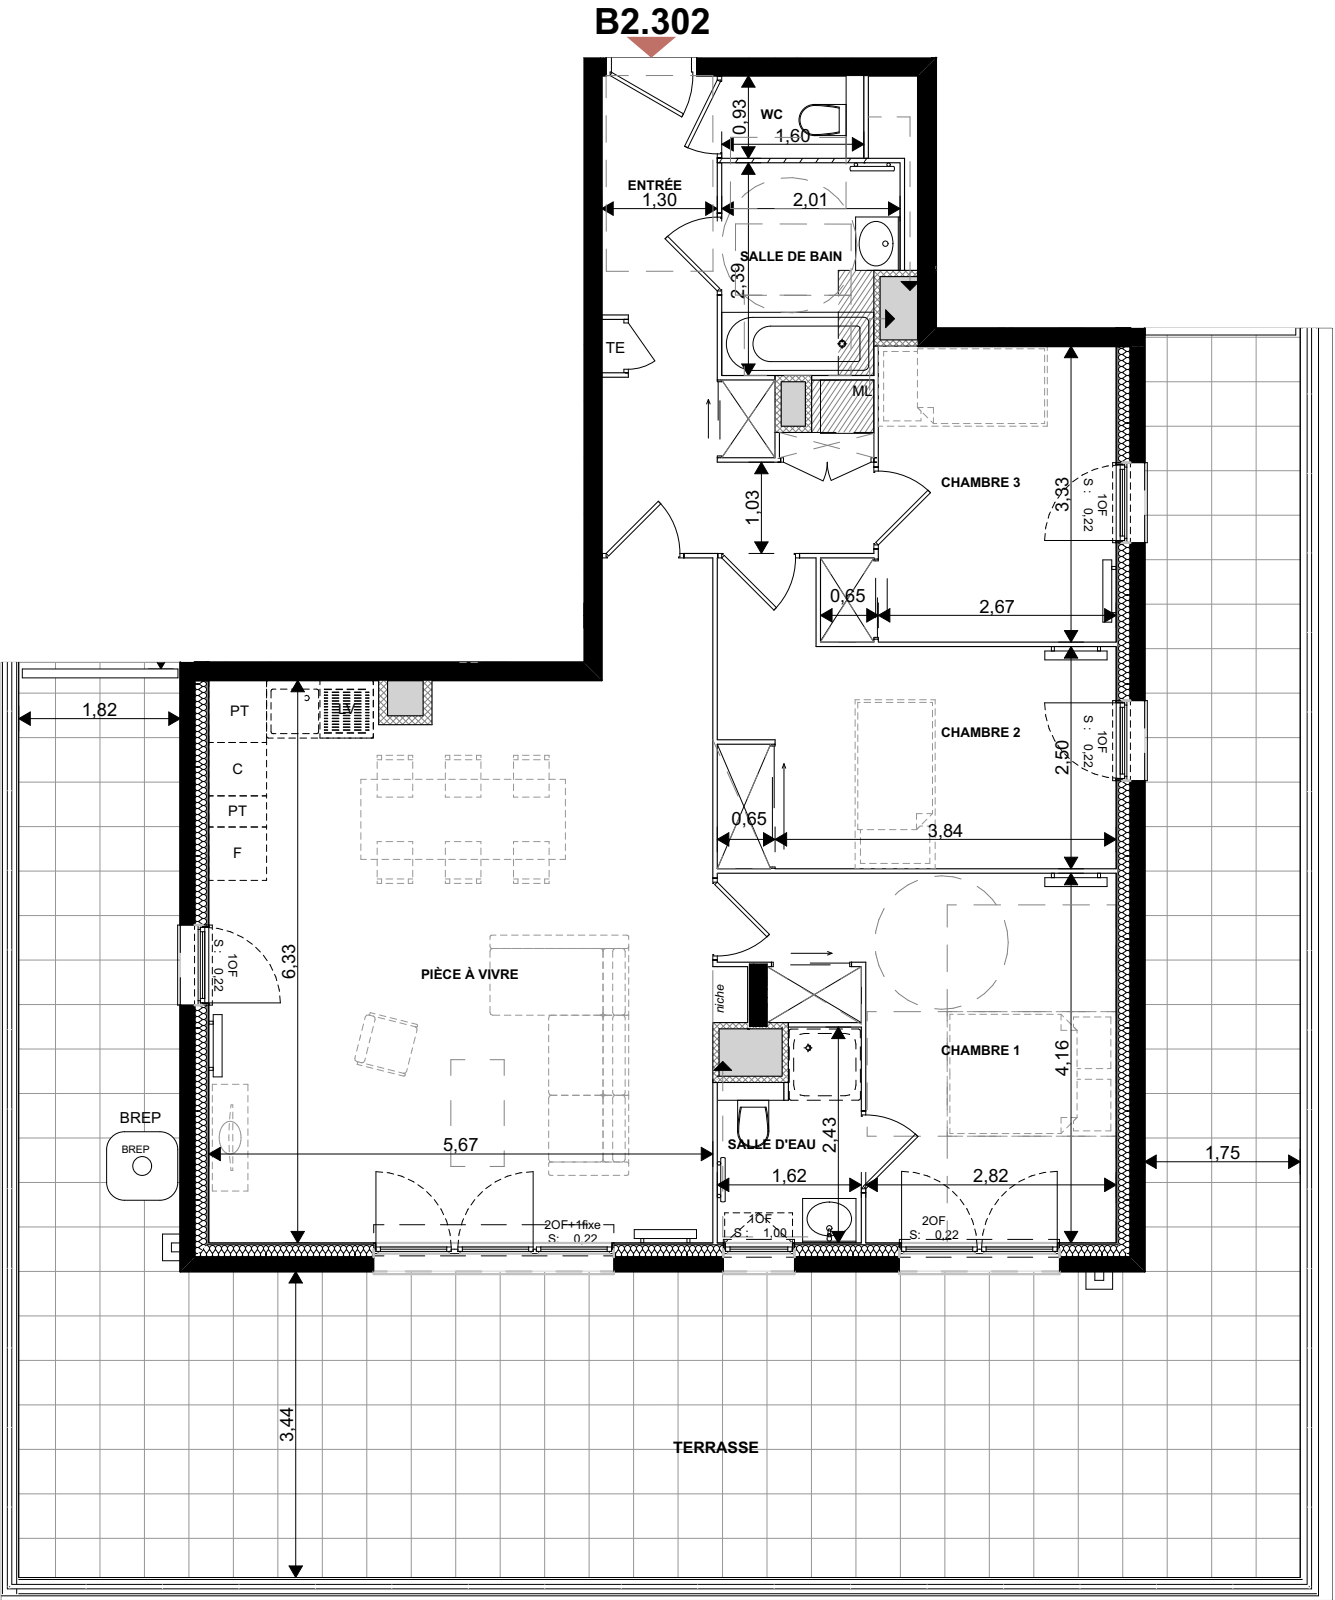 B2.302
0,93
WC
1,60
ENTRÉE
1,30
2,01
SALLE DE BAIN
2,39
TE
ML
CHAMBRE 3
3,33
1OF
S : 0,22
1,03
0,65
2,67
1,82
PT
LV
C
PT
F
CHAMBRE 2
2,50
1OF
S : 0,22
0,65
3,84
6,33
1OF
S : 0,22
PIÈCE À VIVRE
niche
CHAMBRE 1
4,16
BREP
BREP
5,67
SALLE D'EAU
2,43
1,62
2,82
1,75
2OF+1fixe
S : 0,22
1OF
S : 1,00
2OF
S : 0,22
3,44
TERRASSE